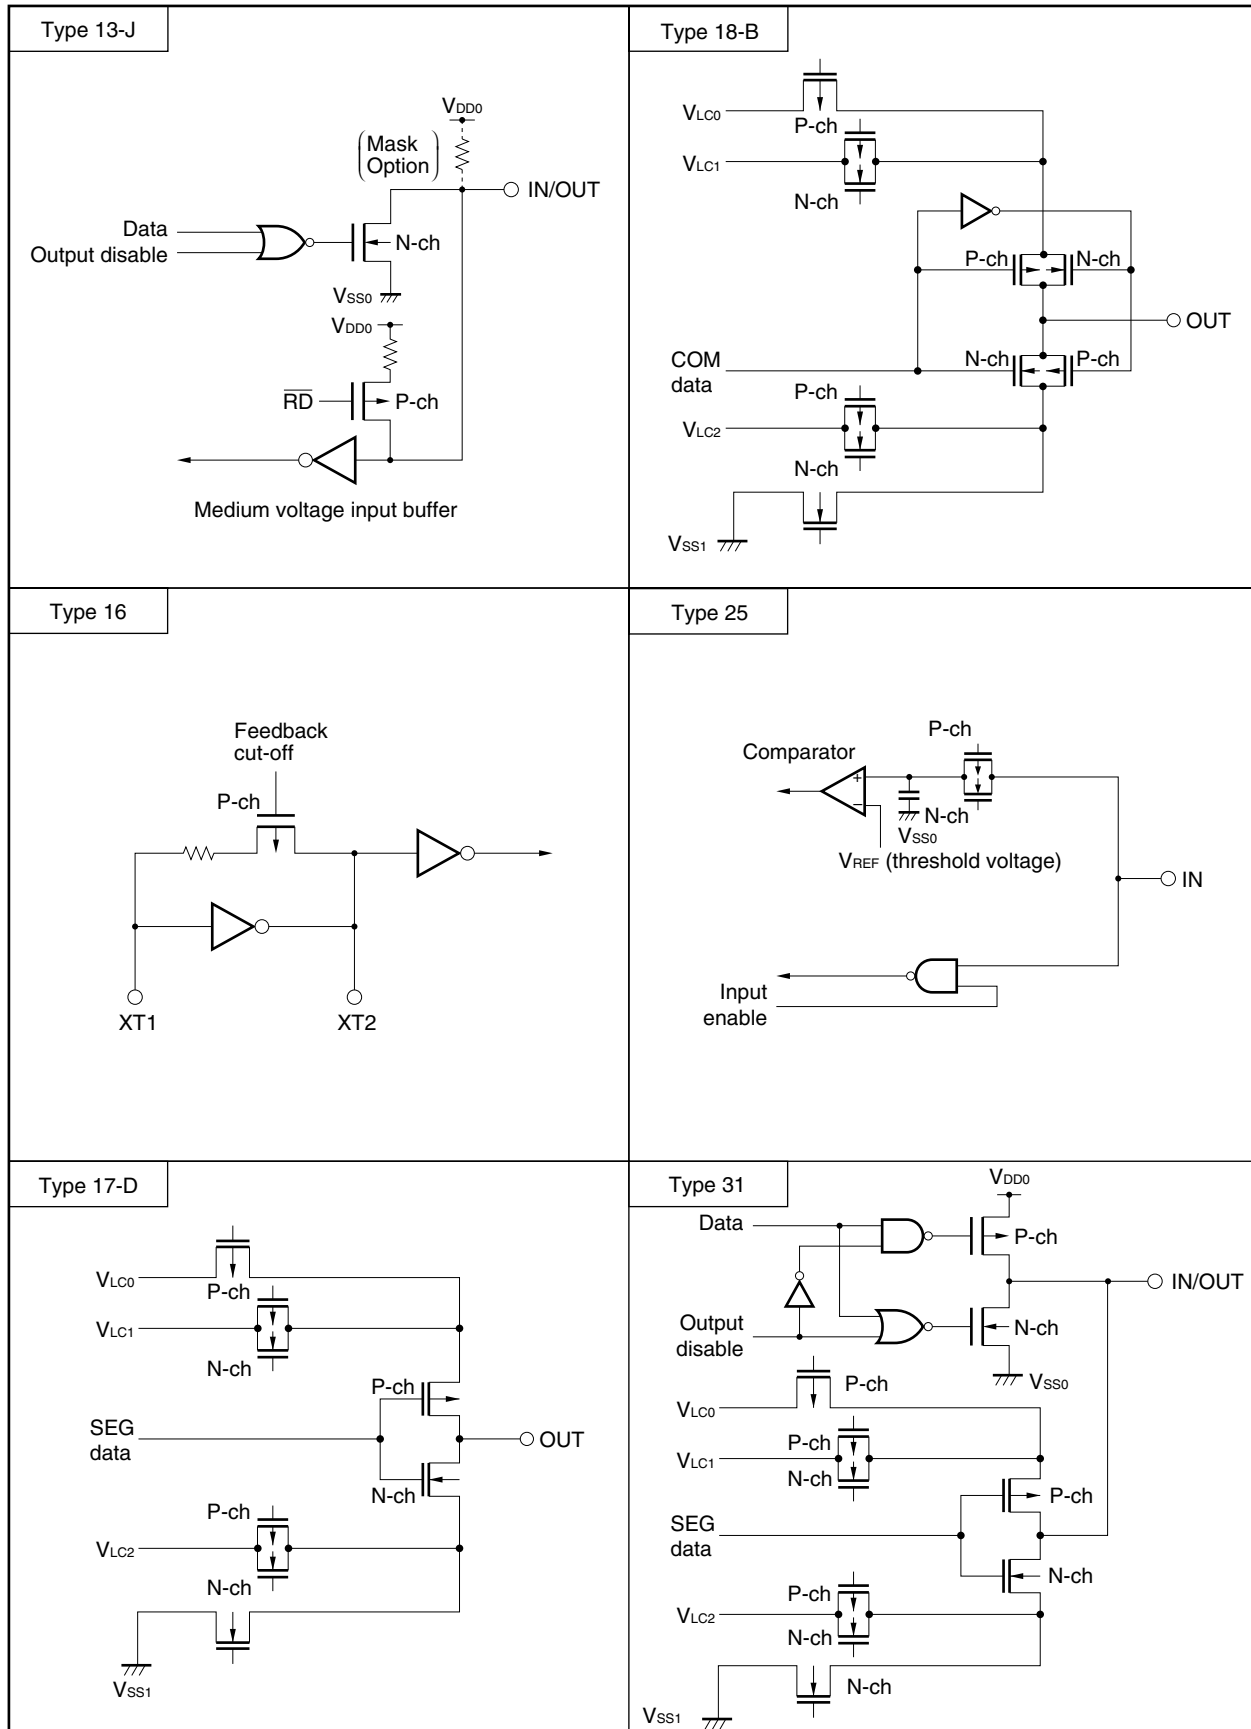 Type 13-J
VDD0
(Mask
Option)
IN/OUT
Data
Output disable
N-ch
VSS0
VDD0
RD
P-ch
Medium voltage input buffer
Type 18-B
VLC0
P-ch
VLC1
N-ch
P-ch
N-ch
OUT
COM
data
N-ch
P-ch
P-ch
VLC2
N-ch
VSS1
Type 16
Feedback
cut-off
P-ch
XT1
XT2
Type 25
P-ch
Comparator
+
−
N-ch
VSS0
VREF (threshold voltage)
IN
Input
enable
Type 17-D
VLC0
P-ch
VLC1
N-ch
P-ch
SEG
data
OUT
N-ch
P-ch
VLC2
N-ch
VSS1
Type 31
VDD0
Data
P-ch
IN/OUT
Output
disable
N-ch
VSS0
P-ch
VLC0
P-ch
VLC1
N-ch
P-ch
SEG
data
N-ch
P-ch
VLC2
N-ch
N-ch
VSS1